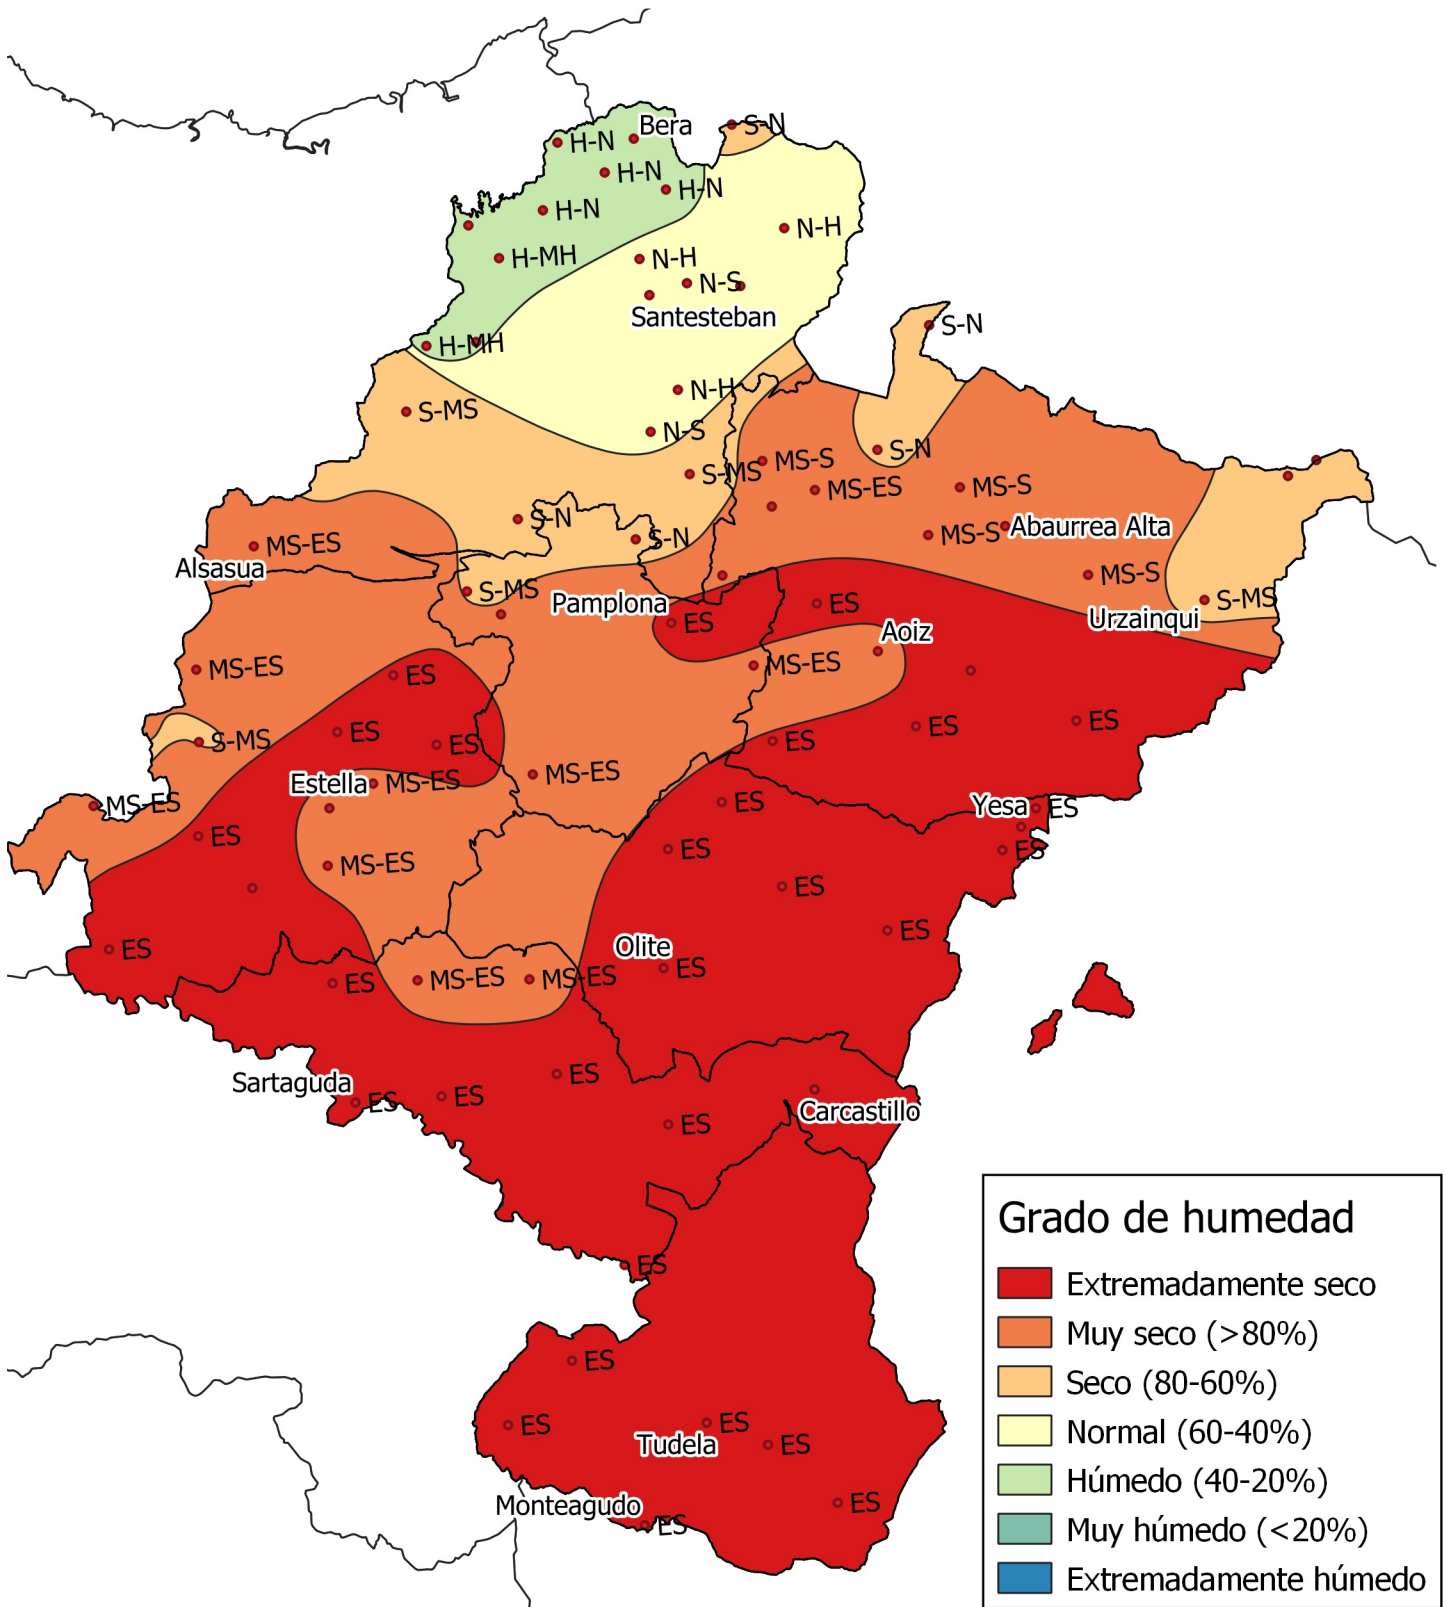 Bera
S-N
H-N
H-N
H-N
H-N
N-H
H-MH
N-H
N-S
Santesteban
S-N
H-MH
N-H
S-MS
N-S
S-N
S-MS
MS-S
MS-ES
MS-S
S-N
S-N
MS-S
Abaurrea Alta
MS-ES
Alsasua
MS-S
S-MS
Pamplona
ES
S-MS
ES
Urzainqui
Aoiz
MS-ES
MS-ES
ES
ES
ES
ES
ES
S-MS
ES
MS-ES
Estella
MS-ES
ES
MS-ES
Yesa
ES
ES
ES
ES
MS-ES
ES
ES
Olite
ES
ES
MS-ES
MS-ES
ES
ES
Sartaguda
ES
ES
ES
Carcastillo
ES
Grado de humedad
Extremadamente seco
Muy seco (>80%)
Seco (80-60%)
Normal (60-40%)
Húmedo (40-20%)
Muy húmedo (<20%)
Extremadamente húmedo
ES
ES
ES
ES
Tudela
ES
Monteagudo
ES
ES